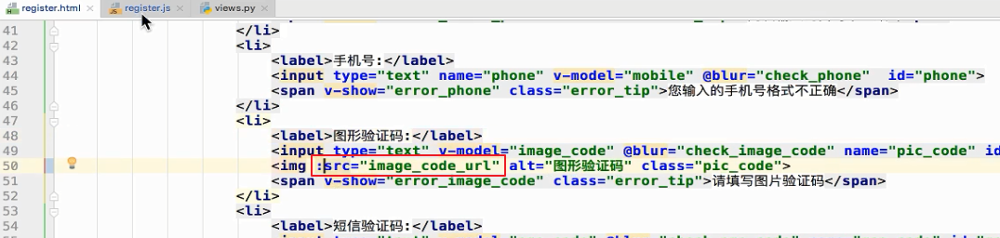 register.html register.js views.py
41 </li>
42 <li>
43 <label>手机号:</label>
44 <input type="text" name="phone" v-model="mobile" @blur="check_phone" id="phone">
45 <span v-show="error_phone" class="error_tip">您输入的手机号格式不正确</span>
46 </li>
47 <li>
48 <label>图形验证码:</label>
49 <input type="text" v-model="image_code" @blur="check_image_code" name="pic_code" id
50 <img :src="image_code_url" alt="图形验证码" class="pic_code">
51 <span v-show="error_image_code" class="error_tip">请填写图片验证码</span>
52 </li>
53 <li>
54 <label>短信验证码:</label>